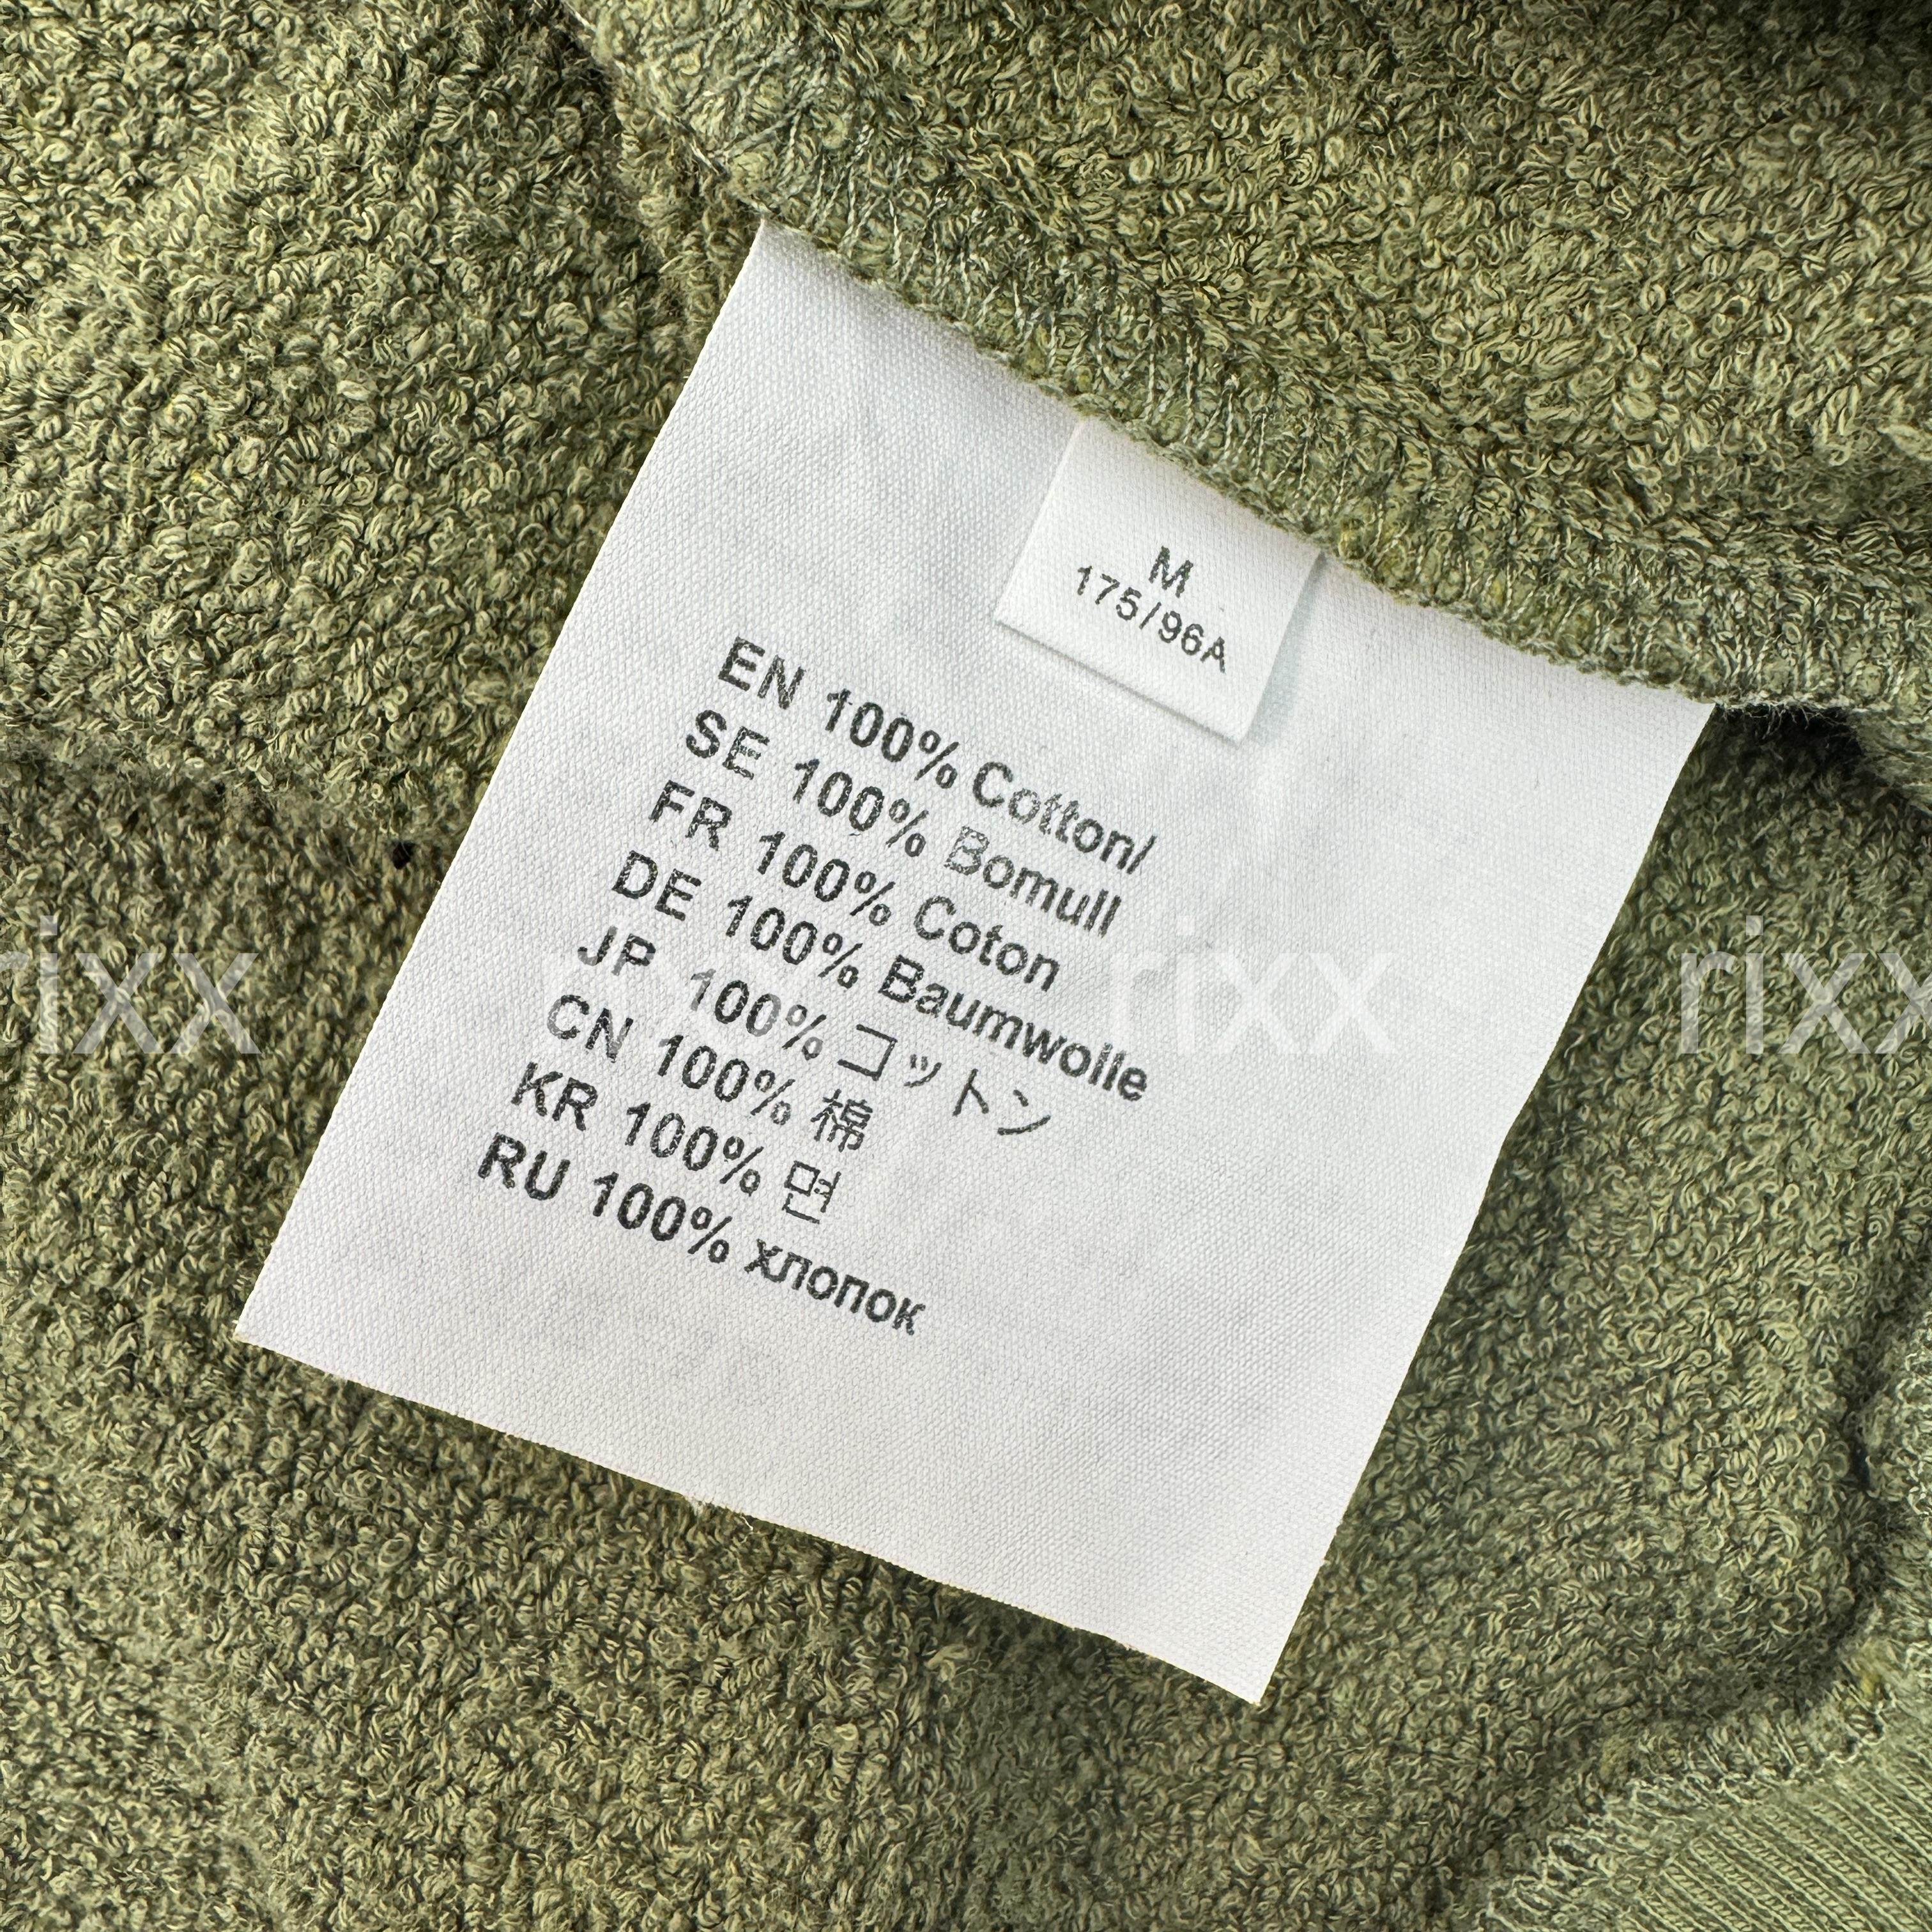 M
175/96A
EN 100% Cotton/
SE 100% Bomull
FR 100% Coton
DE 100% Baumwolle
JP 100% コットン
CN 100% 棉
KR 100% 면
RU 100% хлопок
rixx
rixx
rixx